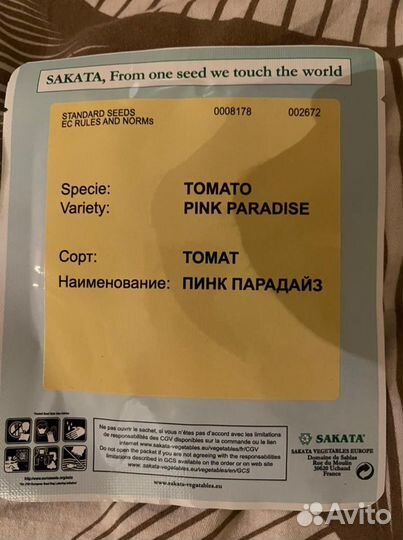 SAKATA, From one seed we touch the world
STANDARD SEEDS 0008178 002672
EC RULES AND NORMs
Specie: TOMATO
Variety: PINK PARADISE
Сорт: ТОМАТ
Наименование: ПИНК ПАРАДАЙЗ
Ne pas ouvrir le sachet, si vous n'êtes pas d'accord avec les limitations
de responsabilités des CGV disponibles sur la commande ou le lien
internet www.sakata-vegetables.eu/vegetables/fr/CGV
Do not open the packet if you are not agreeing with the responsabilities
limitations described in GCS available on the order or on web site
www.sakata-vegetables.eu/vegetables/en/GCS
SAKATA
SAKATA VEGETABLES EUROPE
Domaine de Sablas
Rue du Moulin
30620 Uchaud
France
www.sakata-vegetables.eu
Avito